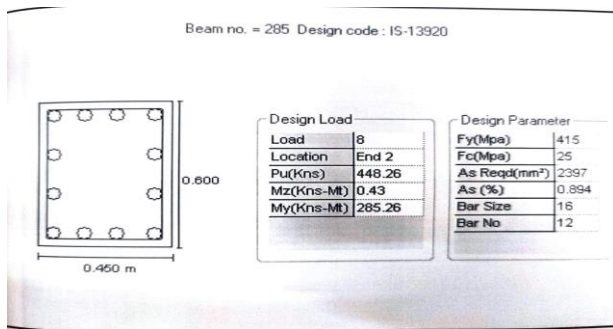 Beam no. = 285 Design code : IS-13920
0.600
0.450 m
Design Load
Load 8
Location End 2
Pu(Kns) 448.26
Mz(Kns-Mt) 0.43
My(Kns-Mt) 285.26
Design Parameter
Fy(Mpa) 415
Fc(Mpa) 25
As Reqd(mm²) 2397
As (%) 0.894
Bar Size 16
Bar No 12